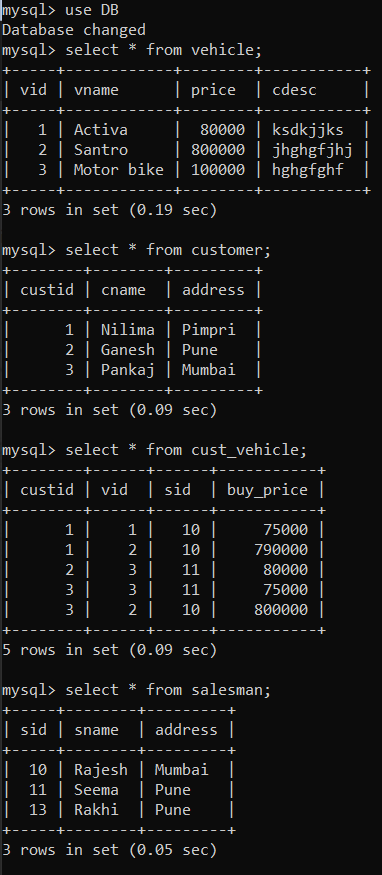 mysql> use DB
Database changed
mysql> select * from vehicle;
+-----+------------+--------+-----------+
| vid | vname      | price  | cdesc     |
+-----+------------+--------+-----------+
|   1 | Activa     |  80000 | ksdkjjks  |
|   2 | Santro     | 800000 | jhghgfjhj |
|   3 | Motor bike | 100000 | hghgfghf  |
+-----+------------+--------+-----------+
3 rows in set (0.19 sec)
mysql> select * from customer;
+--------+--------+---------+
| custid | cname  | address |
+--------+--------+---------+
|      1 | Nilima | Pimpri  |
|      2 | Ganesh | Pune    |
|      3 | Pankaj | Mumbai  |
+--------+--------+---------+
3 rows in set (0.09 sec)
mysql> select * from cust_vehicle;
+--------+------+------+-----------+
| custid | vid  | sid  | buy_price |
+--------+------+------+-----------+
|      1 |    1 |   10 |     75000 |
|      1 |    2 |   10 |    790000 |
|      2 |    3 |   11 |     80000 |
|      3 |    3 |   11 |     75000 |
|      3 |    2 |   10 |    800000 |
+--------+------+------+-----------+
5 rows in set (0.09 sec)
mysql> select * from salesman;
+-----+--------+---------+
| sid | sname  | address |
+-----+--------+---------+
|  10 | Rajesh | Mumbai  |
|  11 | Seema  | Pune    |
|  13 | Rakhi  | Pune    |
+-----+--------+---------+
3 rows in set (0.05 sec)